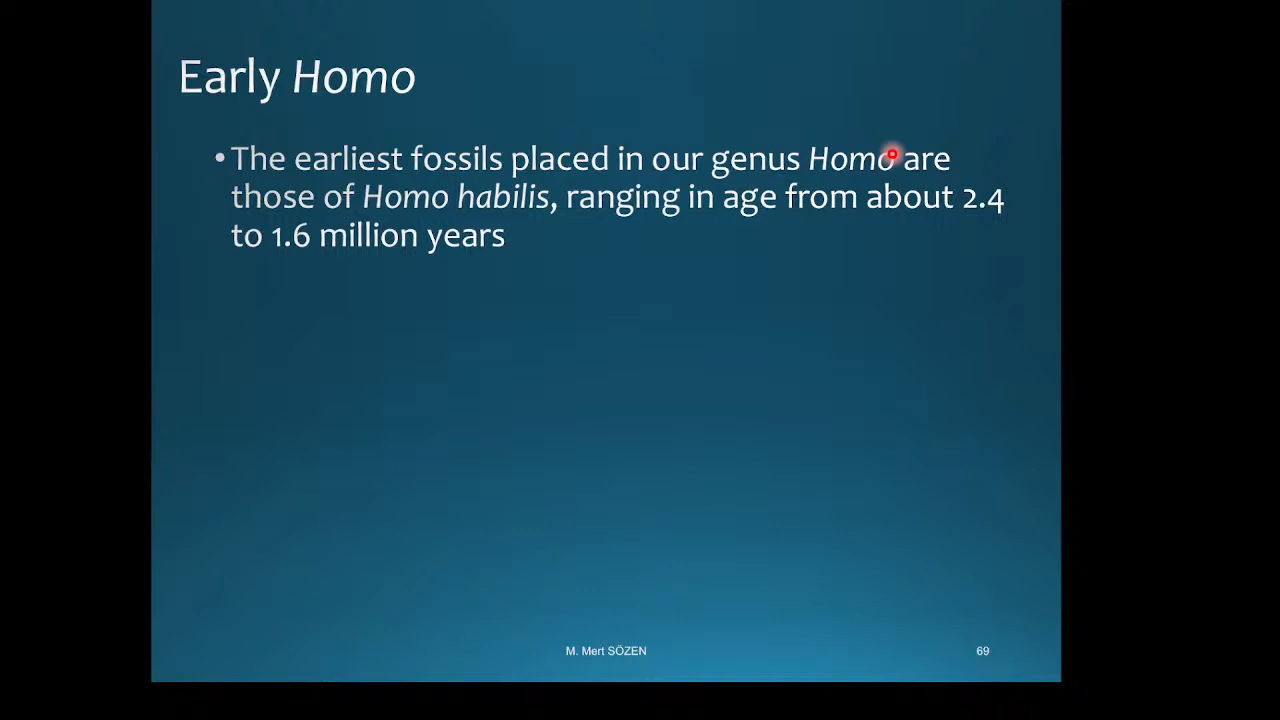 Early Homo
•The earliest fossils placed in our genus Homo are
those of Homo habilis, ranging in age from about 2.4
to 1.6 million years
M. Mert SÖZEN
69